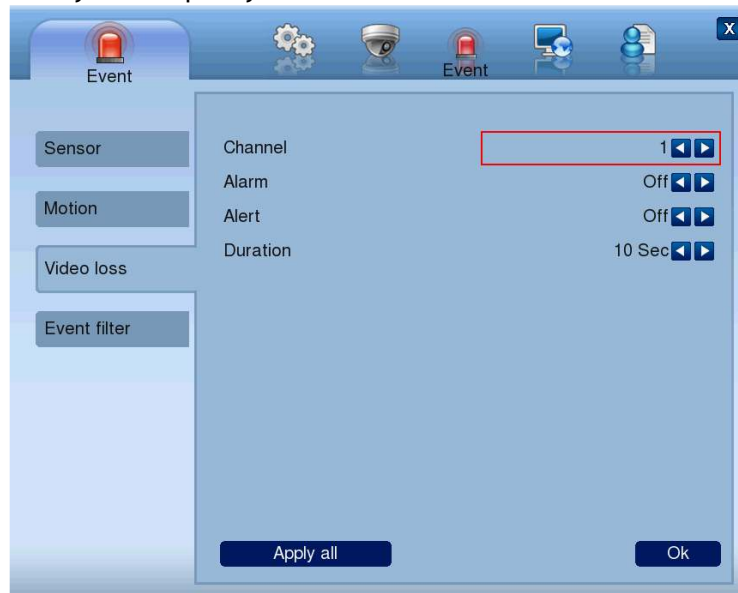 X
Event
Event
Sensor
Motion
Video loss
Event filter
Channel 1
Alarm Off
Alert Off
Duration 10 Sec
Apply all
Ok